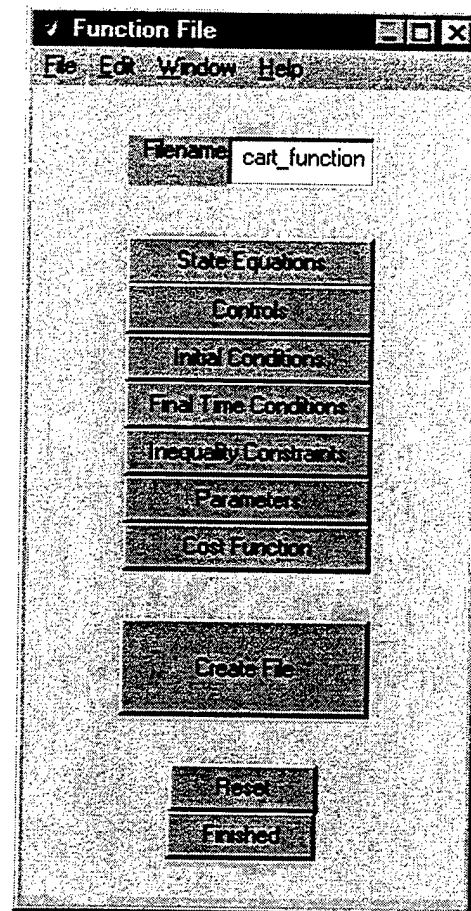 Function File
File Edit Window Help
Filename cart_function
State Equations
Controls
Initial Conditions
Final Time Conditions
Inequality Constraints
Parameters
Cost Function
Create File
Reset
Finished